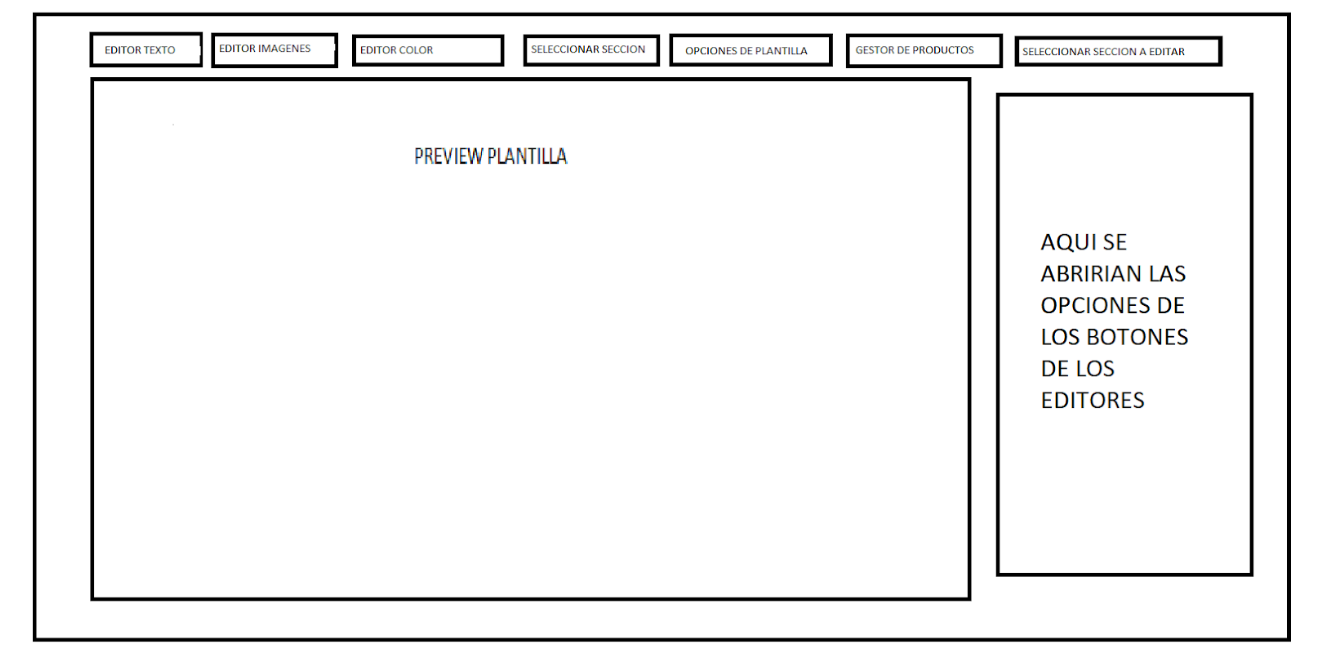 EDITOR TEXTO
EDITOR IMAGENES
EDITOR COLOR
SELECCIONAR SECCION
OPCIONES DE PLANTILLA
GESTOR DE PRODUCTOS
SELECCIONAR SECCION A EDITAR
PREVIEW PLANTILLA
AQUI SE
ABRIRIAN LAS
OPCIONES DE
LOS BOTONES
DE LOS
EDITORES